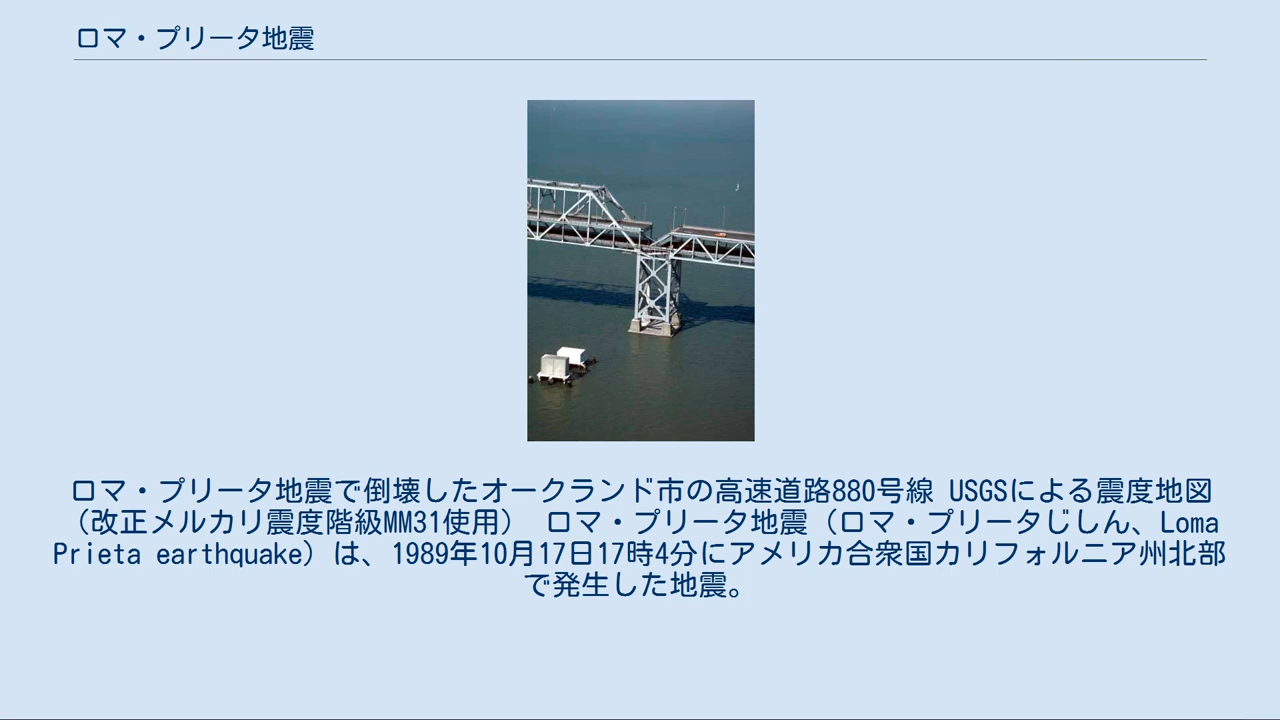 ロマ・プリータ地震
ロマ・プリータ地震で倒壊したオークランド市の高速道路880号線 USGSによる震度地図
（改正メルカリ震度階級MM31使用） ロマ・プリータ地震（ロマ・プリータじしん、Loma
Prieta earthquake）は、1989年10月17日17時4分にアメリカ合衆国カリフォルニア州北部
で発生した地震。